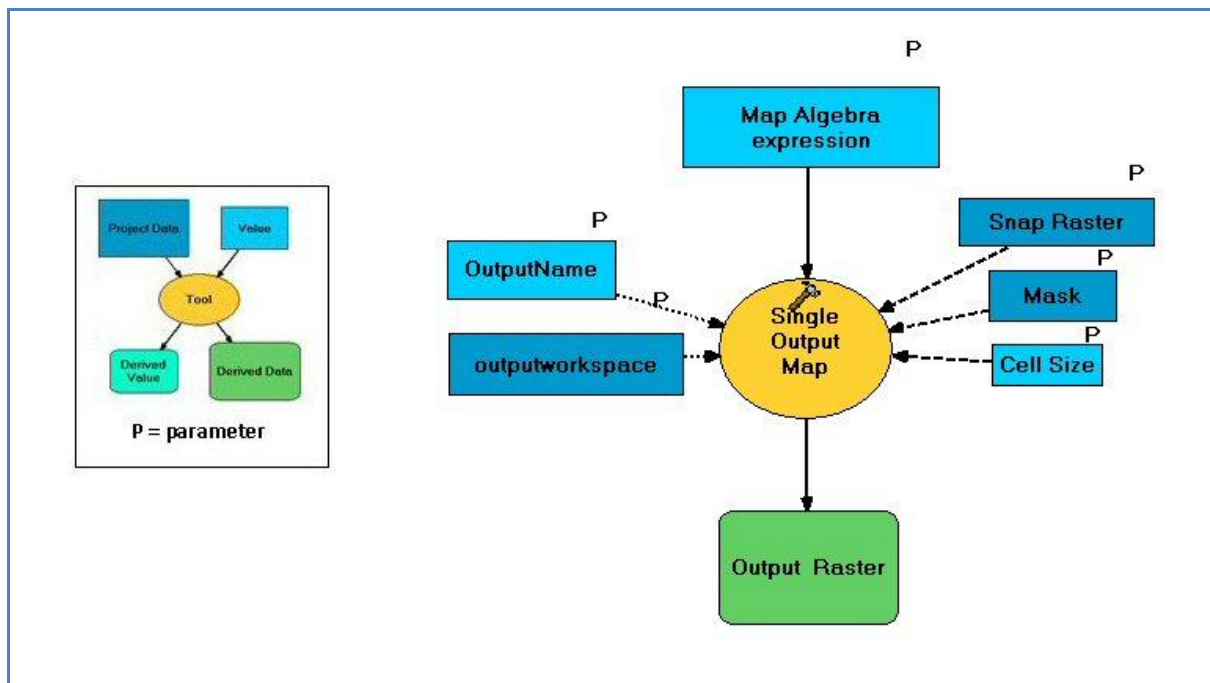 Project Data
Value
Tool
Derived
Value
Derived Data
P = parameter
P
Map Algebra
expression
P
Snap Raster
P
OutputName
P
Mask
P
outputworkspace
Single
Output
Map
P
Cell Size
Output Raster